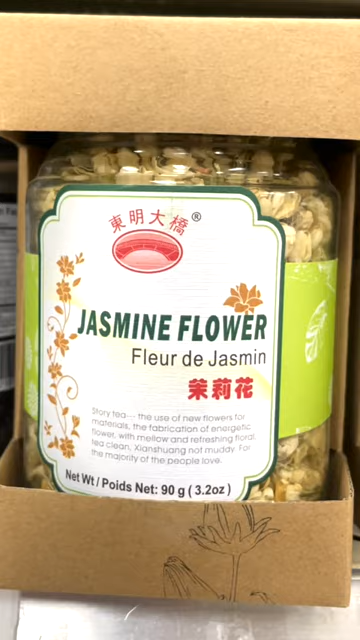 東明大橋®
JASMINE FLOWER
Fleur de Jasmin
茉莉花
Story tea--- the use of new flowers for
materials, the fabrication of energetic
flower, with mellow and refreshing floral,
tea clean, Xianshuang not muddy. For
the majority of the people love.
Net Wt / Poids Net: 90 g ( 3.2oz )